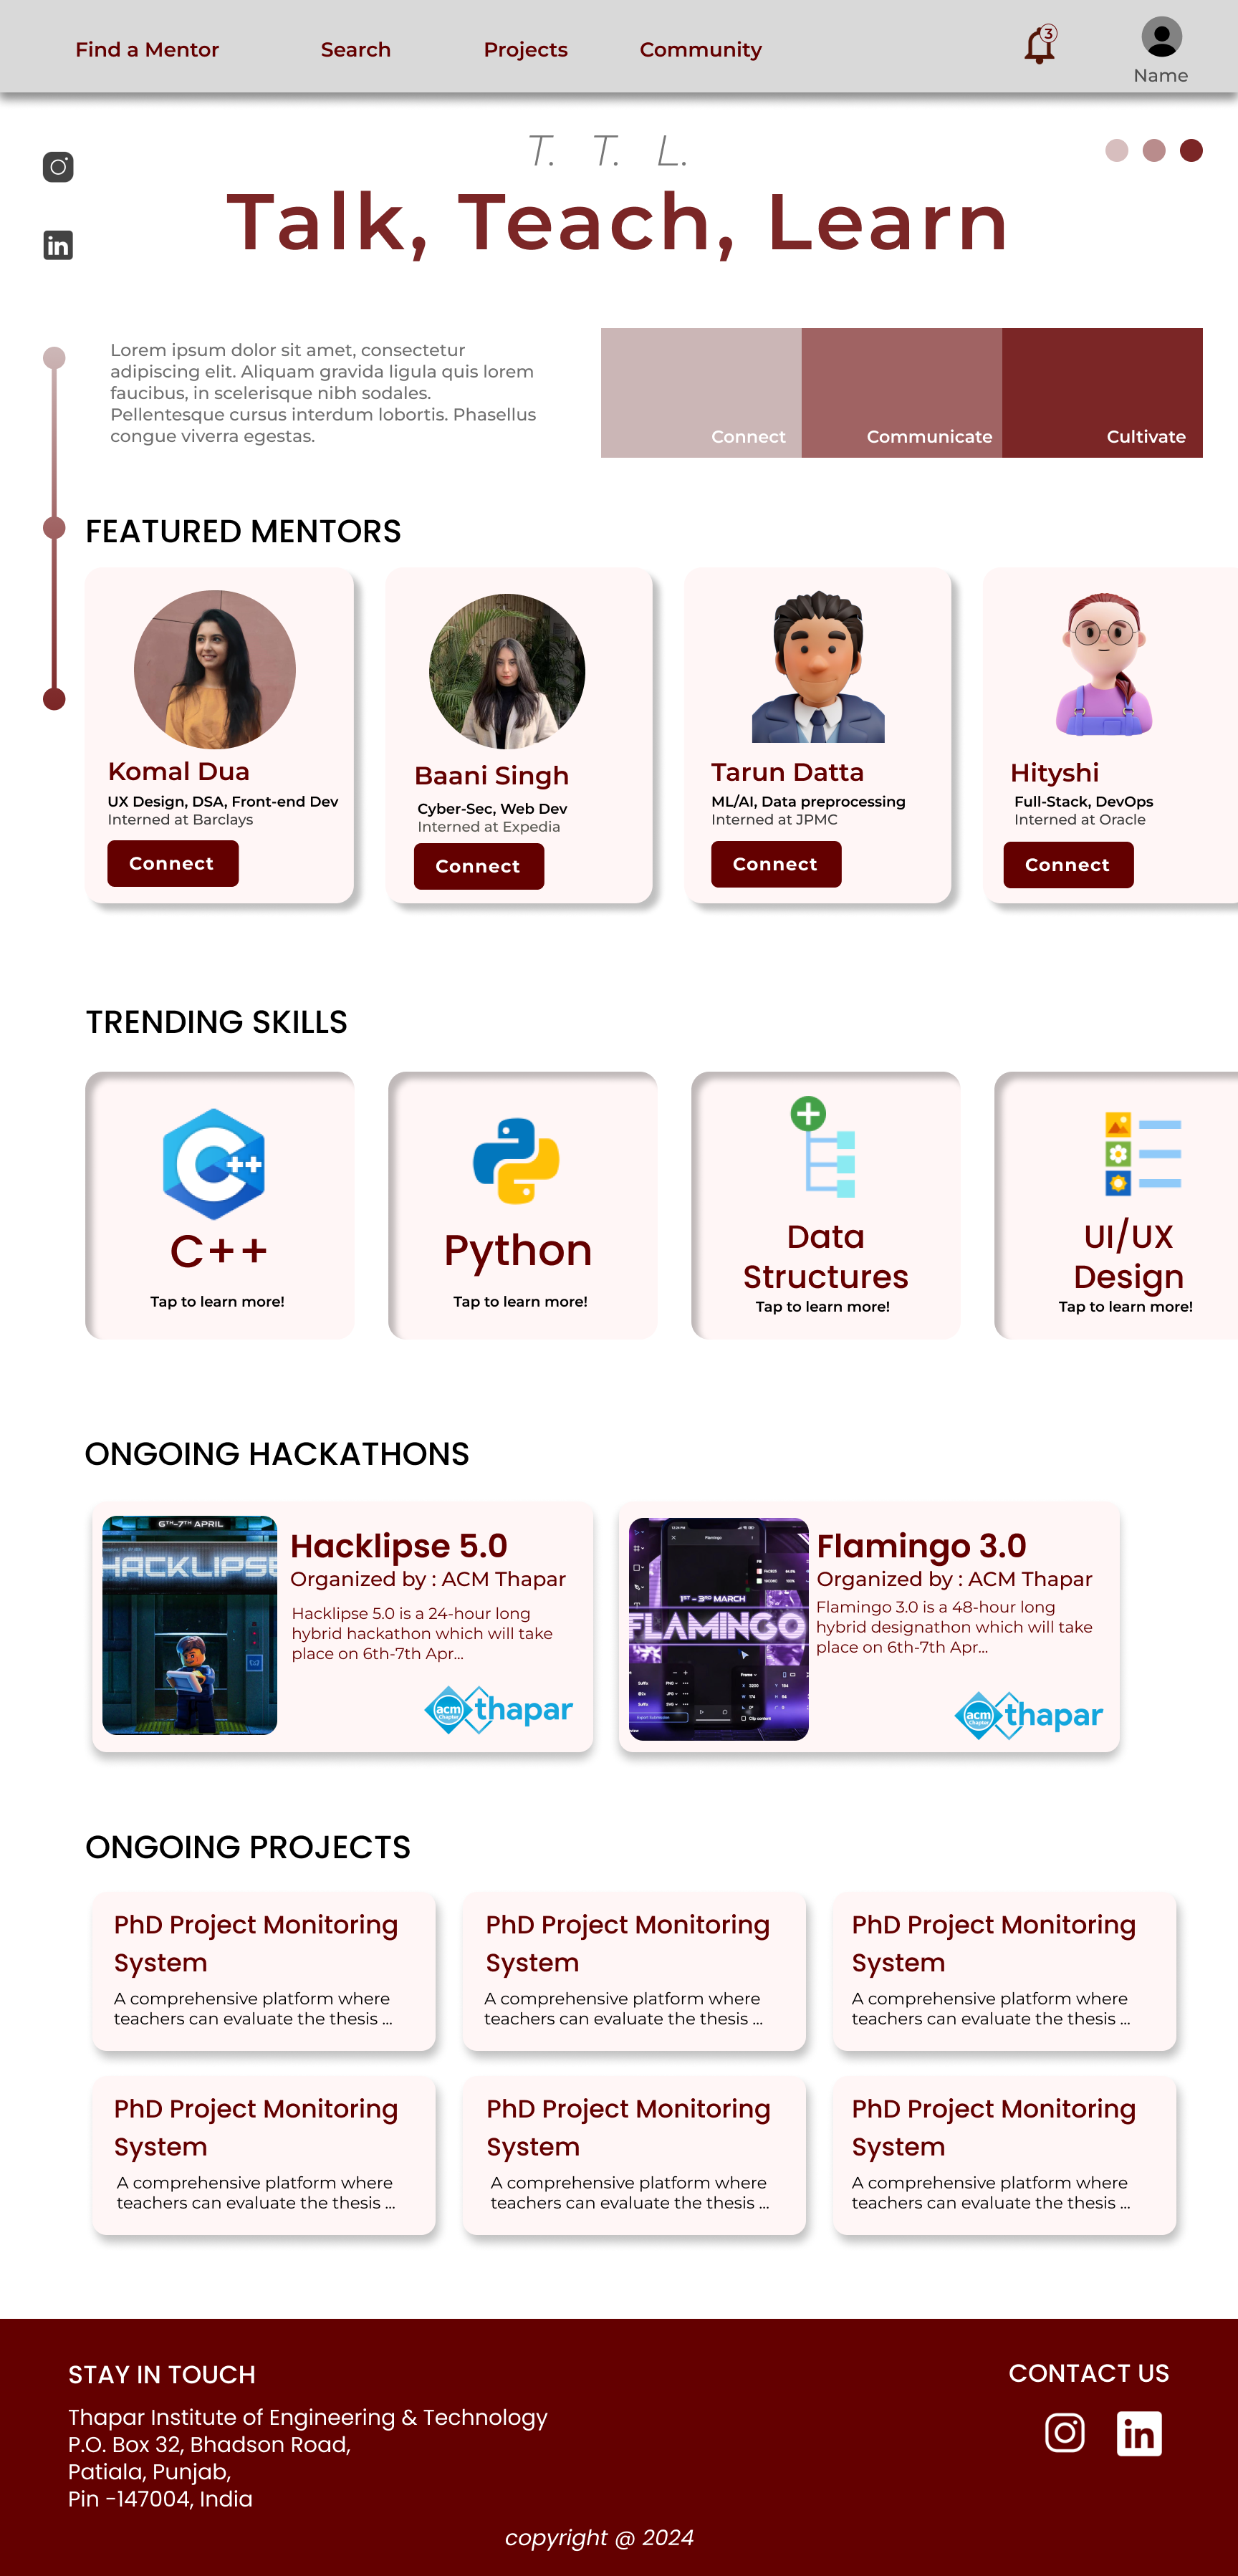 Find a Mentor
Search
Projects
Community
3
Name
T. T. L.
Talk, Teach, Learn
in
Lorem ipsum dolor sit amet, consectetur
adipiscing elit. Aliquam gravida ligula quis lorem
faucibus, in scelerisque nibh sodales.
Pellentesque cursus interdum lobortis. Phasellus
congue viverra egestas.
Connect
Communicate
Cultivate
FEATURED MENTORS
Komal Dua
UX Design, DSA, Front-end Dev
Interned at Barclays
Connect
Baani Singh
Cyber-Sec, Web Dev
Interned at Expedia
Connect
Tarun Datta
ML/AI, Data preprocessing
Interned at JPMC
Connect
Hityshi
Full-Stack, DevOps
Interned at Oracle
Connect
TRENDING SKILLS
C++
C++
Tap to learn more!
Python
Tap to learn more!
Data
Structures
Tap to learn more!
UI/UX
Design
Tap to learn more!
ONGOING HACKATHONS
6TH-7TH APRIL
HACKLIPSE
Hacklipse 5.0
Organized by : ACM Thapar
Hacklipse 5.0 is a 24-hour long
hybrid hackathon which will take
place on 6th-7th Apr...
acm
Chapter
thapar
Flamingo
1ST - 3RD MARCH
FLAMINGO
Flamingo 3.0
Organized by : ACM Thapar
Flamingo 3.0 is a 48-hour long
hybrid designathon which will take
place on 6th-7th Apr...
acm
Chapter
thapar
ONGOING PROJECTS
PhD Project Monitoring
System
A comprehensive platform where
teachers can evaluate the thesis ...
PhD Project Monitoring
System
A comprehensive platform where
teachers can evaluate the thesis ...
PhD Project Monitoring
System
A comprehensive platform where
teachers can evaluate the thesis ...
PhD Project Monitoring
System
A comprehensive platform where
teachers can evaluate the thesis ...
PhD Project Monitoring
System
A comprehensive platform where
teachers can evaluate the thesis ...
PhD Project Monitoring
System
A comprehensive platform where
teachers can evaluate the thesis ...
STAY IN TOUCH
Thapar Institute of Engineering & Technology
P.O. Box 32, Bhadson Road,
Patiala, Punjab,
Pin -147004, India
CONTACT US
in
copyright @ 2024